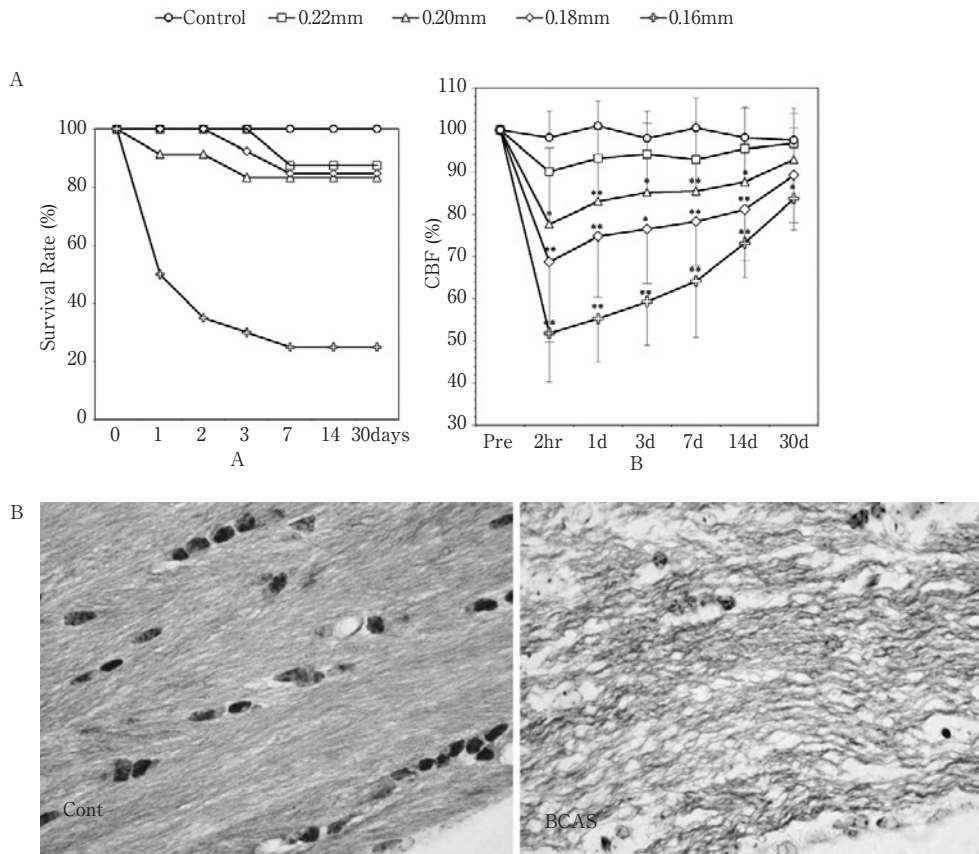 Control 0.22mm 0.20mm 0.18mm 0.16mm
A
Survival Rate (%)
100
80
60
40
20
0
0 1 2 3 7 14 30days
A
CBF (%)
110
100
90
80
70
60
50
40
30
* ** * ** * *
** ** * ** **
** ** ** ** **
Pre 2hr 1d 3d 7d 14d 30d
B
B
Cont
BCAS